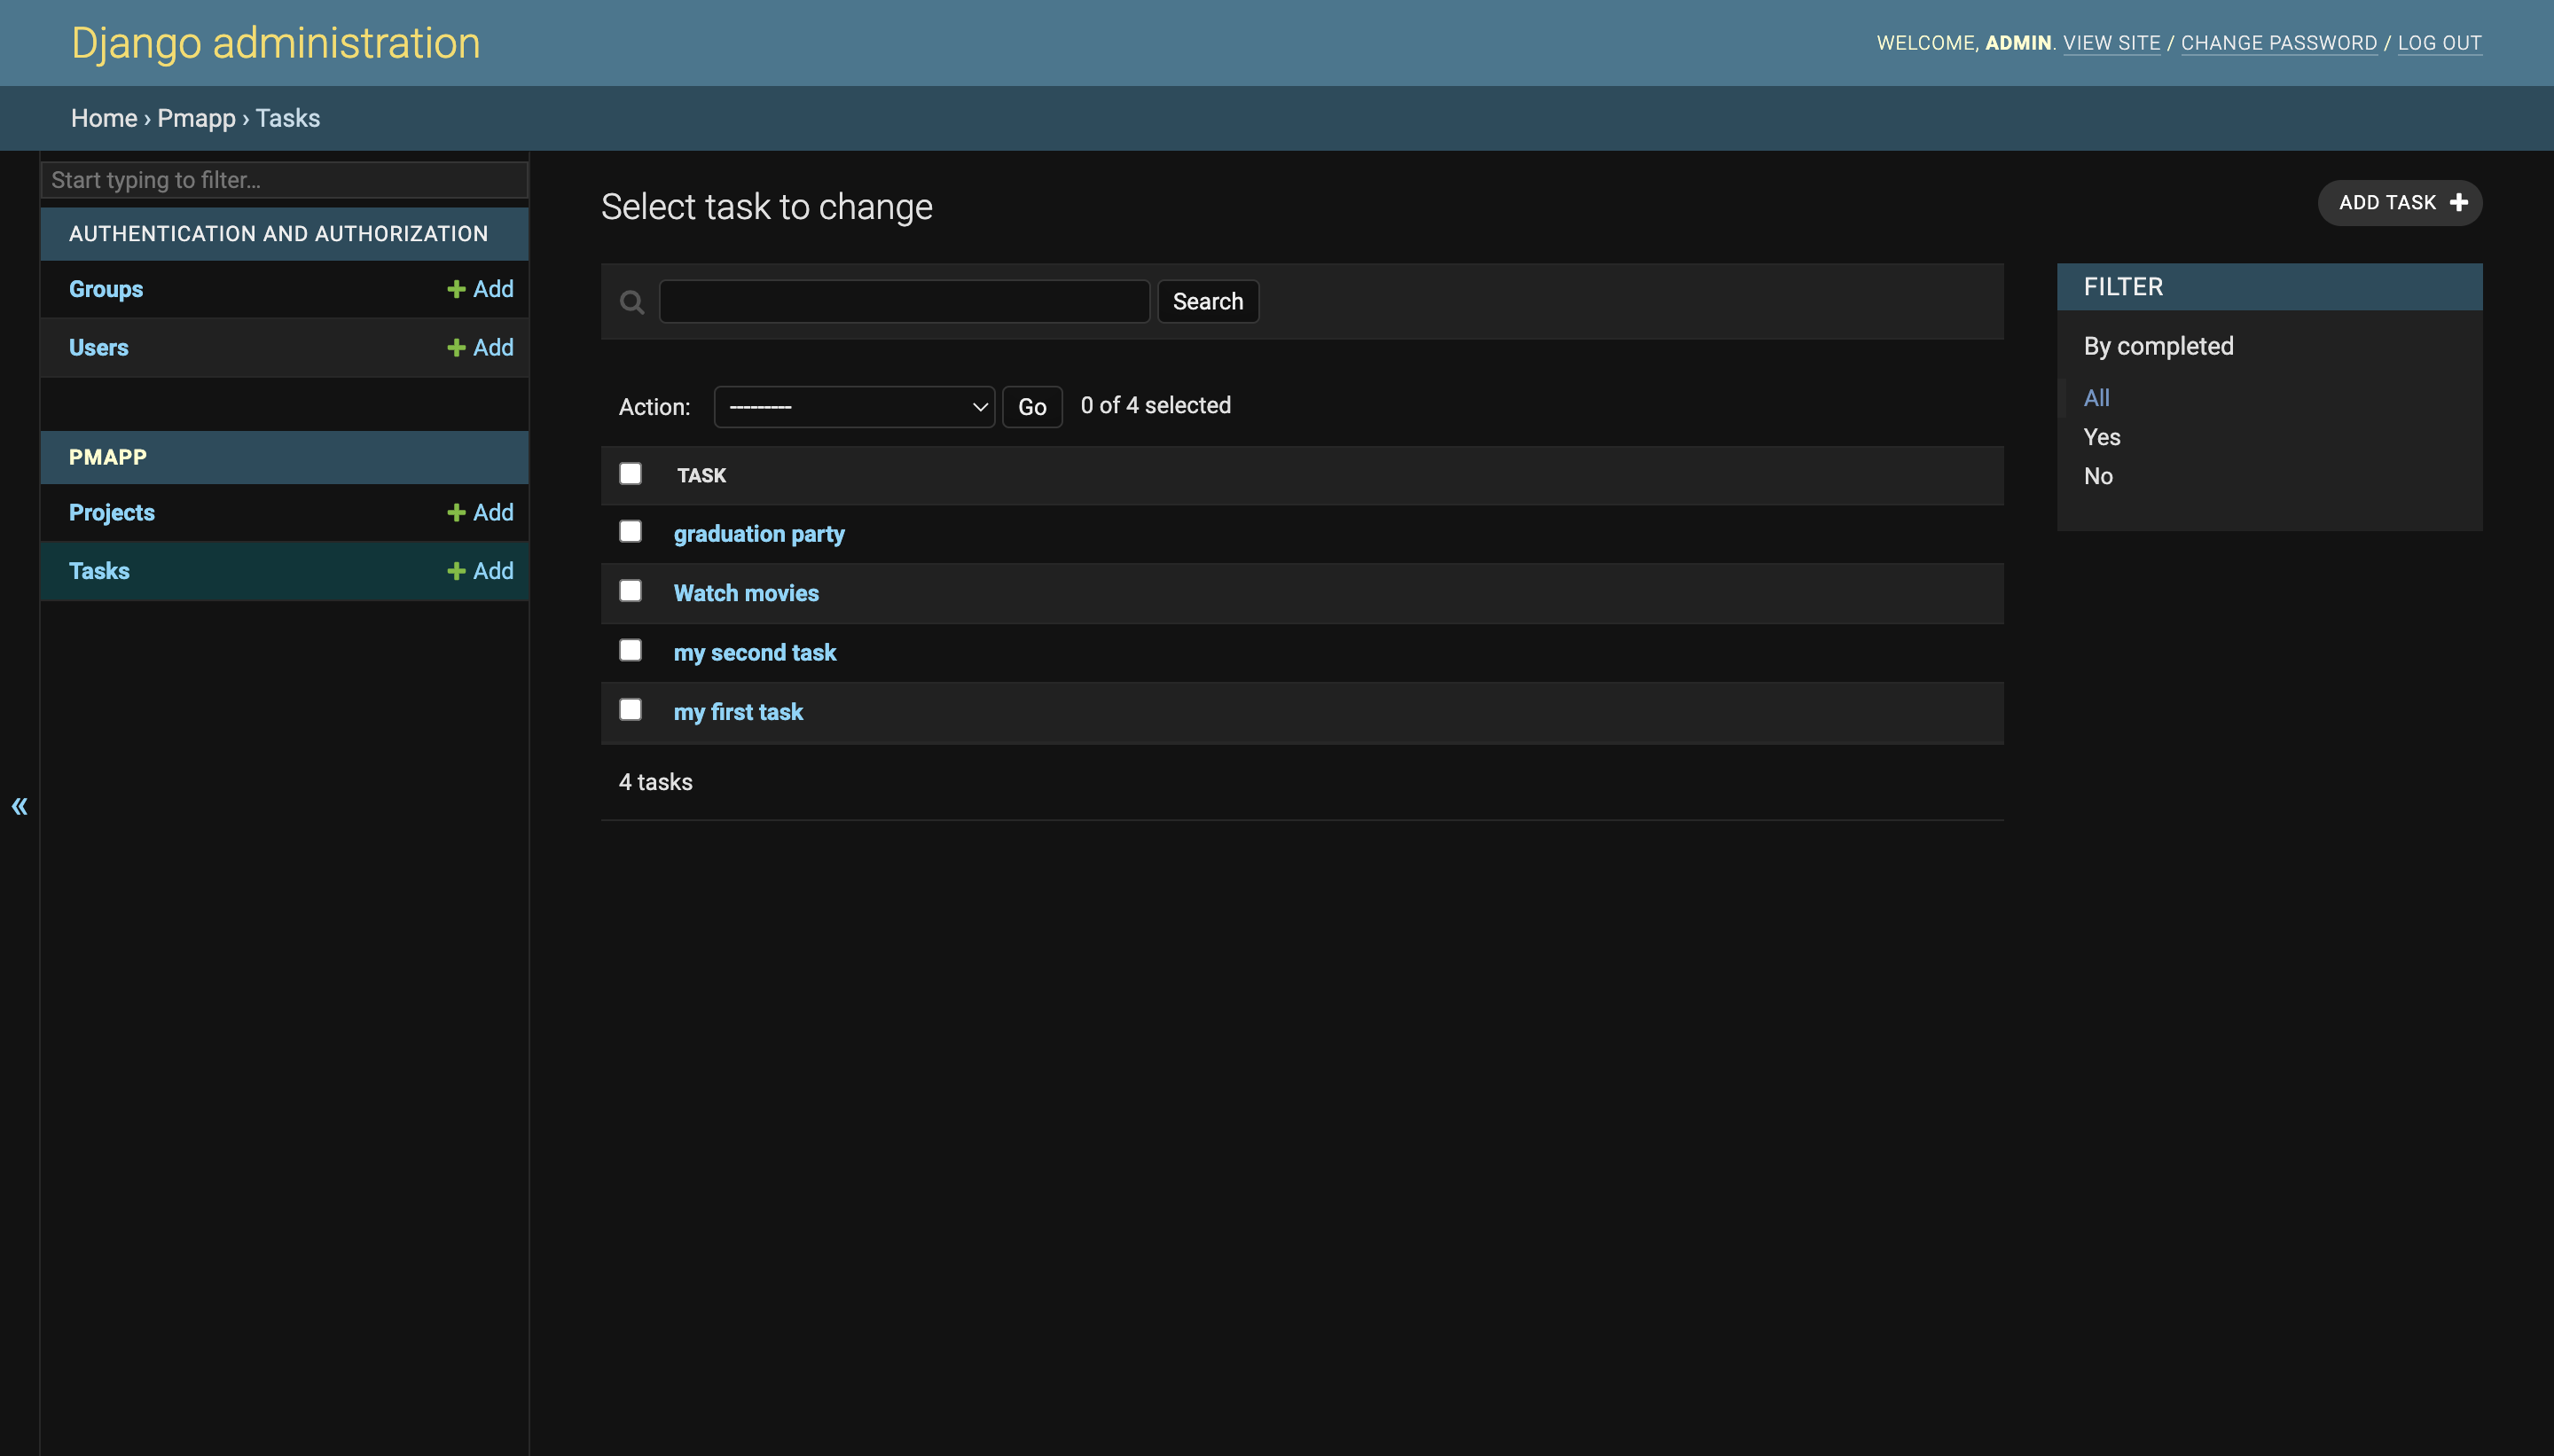 Django administration
WELCOME, ADMIN. VIEW SITE / CHANGE PASSWORD / LOG OUT
Home › Pmapp › Tasks
Start typing to filter...
AUTHENTICATION AND AUTHORIZATION
Groups + Add
Users + Add
PMAPP
Projects + Add
Tasks + Add
«
Select task to change
ADD TASK +
Search
Action: --------- Go 0 of 4 selected
TASK
graduation party
Watch movies
my second task
my first task
4 tasks
FILTER
By completed
All
Yes
No